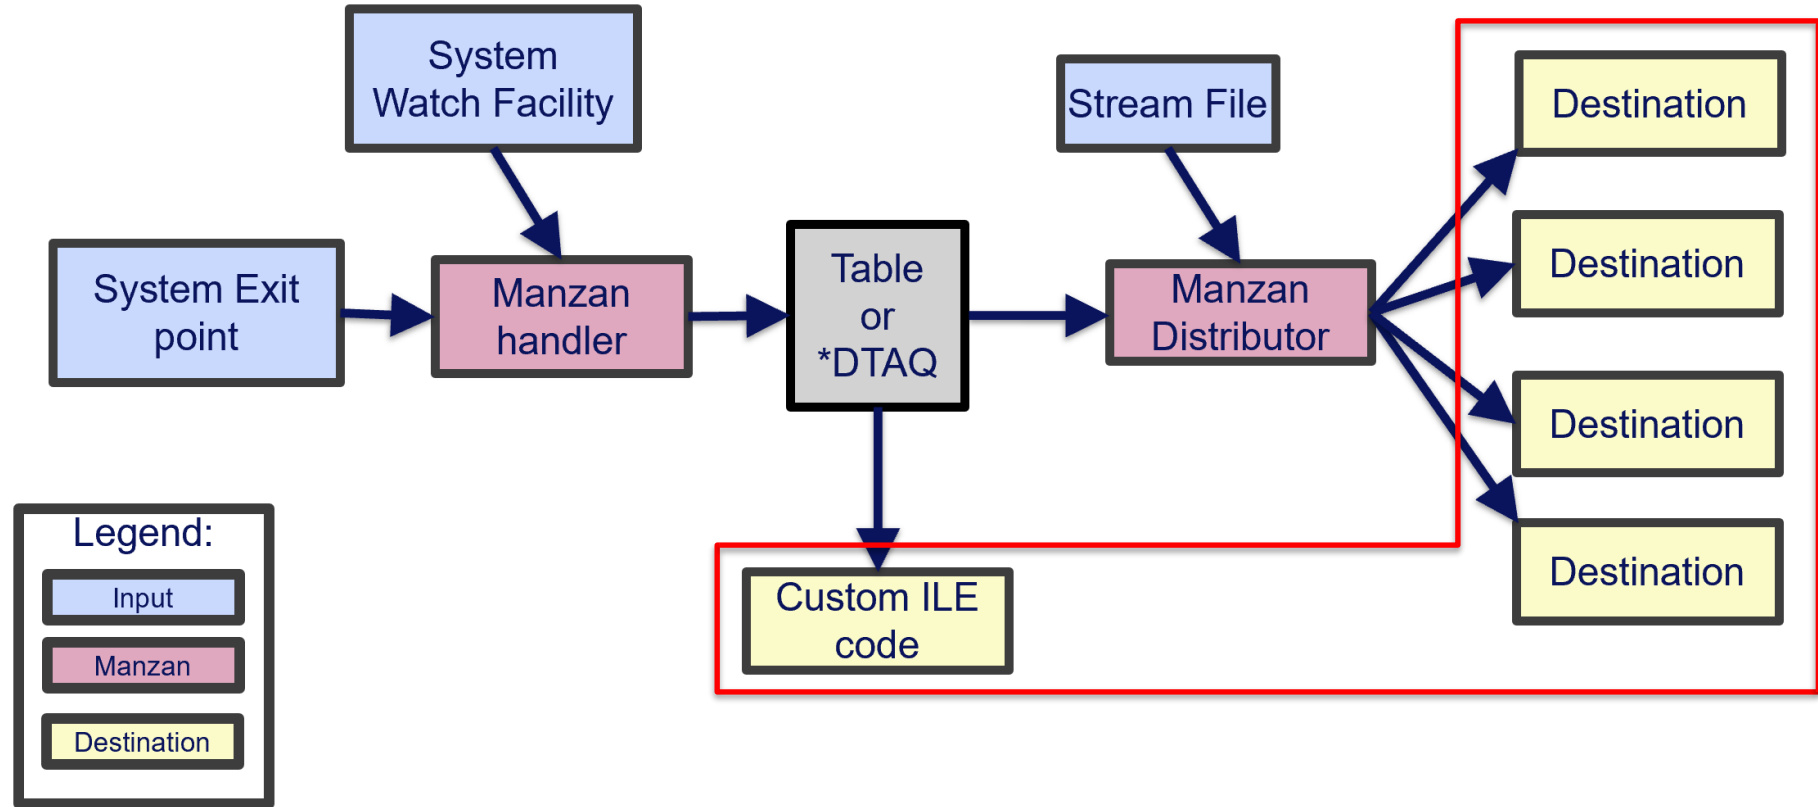 System
Watch Facility
Stream File
Destination
Destination
System Exit
point
Manzan
handler
Table
or
*DTAQ
Manzan
Distributor
Destination
Destination
Custom ILE
code
Legend:
Input
Manzan
Destination